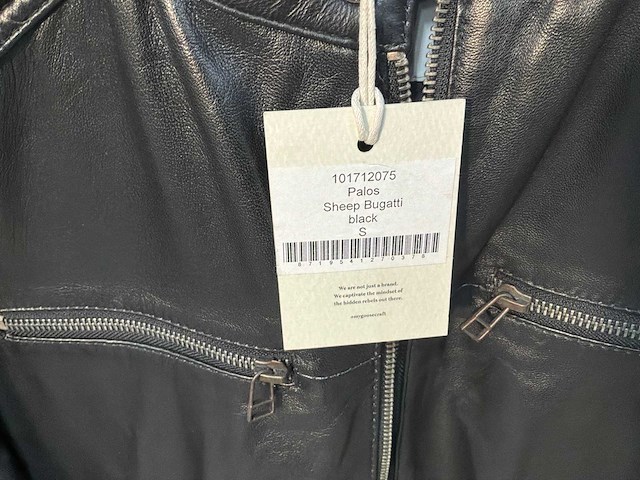 101712075
Palos
Sheep Bugatti
black
S
8719541270378
We are not just a brand.
We captivate the mindset of
the hidden rebels out there.